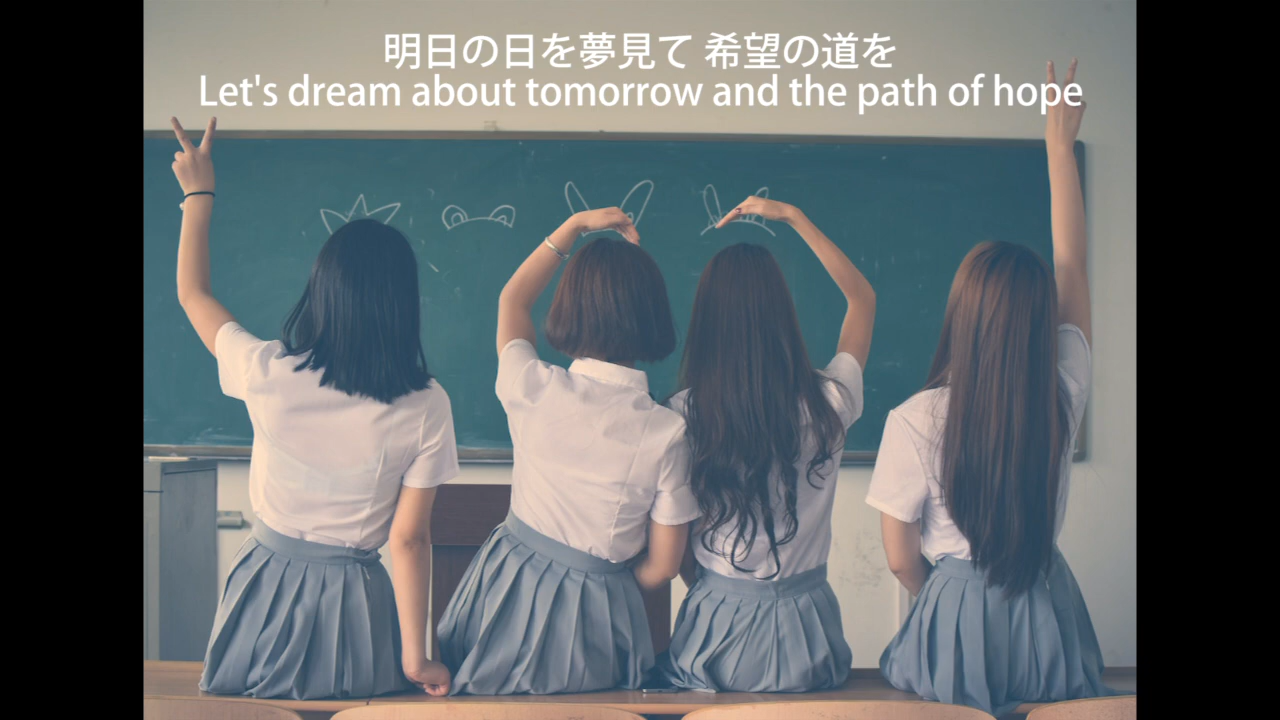 明日の日を夢見て 希望の道を
Let's dream about tomorrow and the path of hope